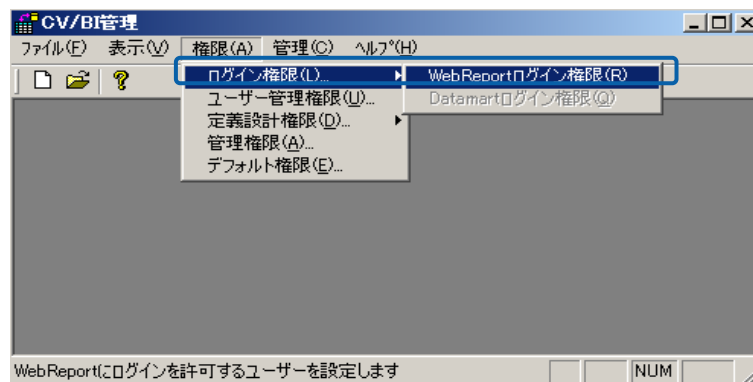 CV/BI管理
ファイル(F) 表示(V) 権限(A) 管理(C) ヘルプ(H)
ログイン権限(L)... WebReportログイン権限(R)
ユーザー管理権限(U)... Datamartログイン権限(Q)
定義設計権限(D)...
管理権限(A)...
デフォルト権限(E)...
WebReportにログインを許可するユーザーを設定します NUM